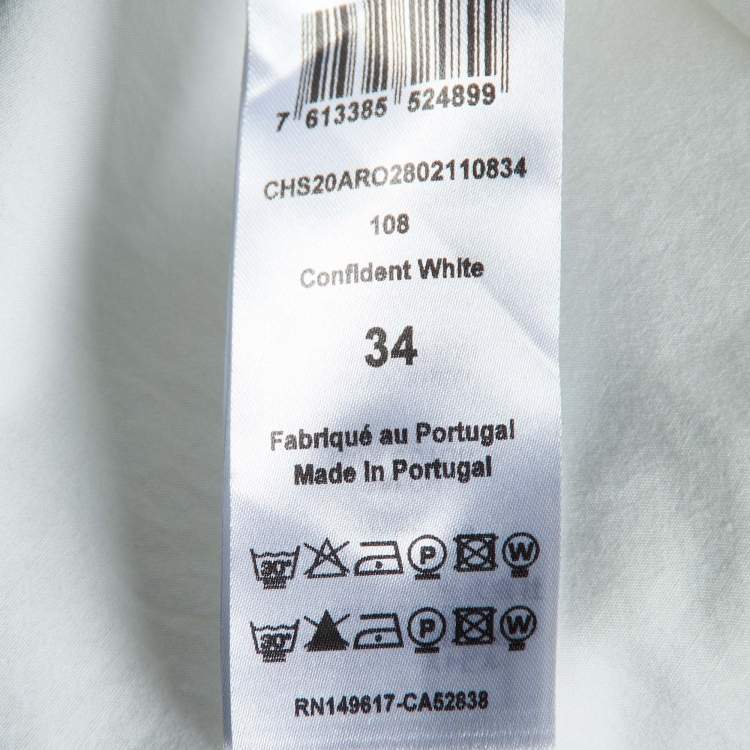 7 613385 524899
CHS20ARO2802110834
108
Confident White
34
Fabriqué au Portugal
Made in Portugal
30° P W
30° P W
RN149617-CA52838